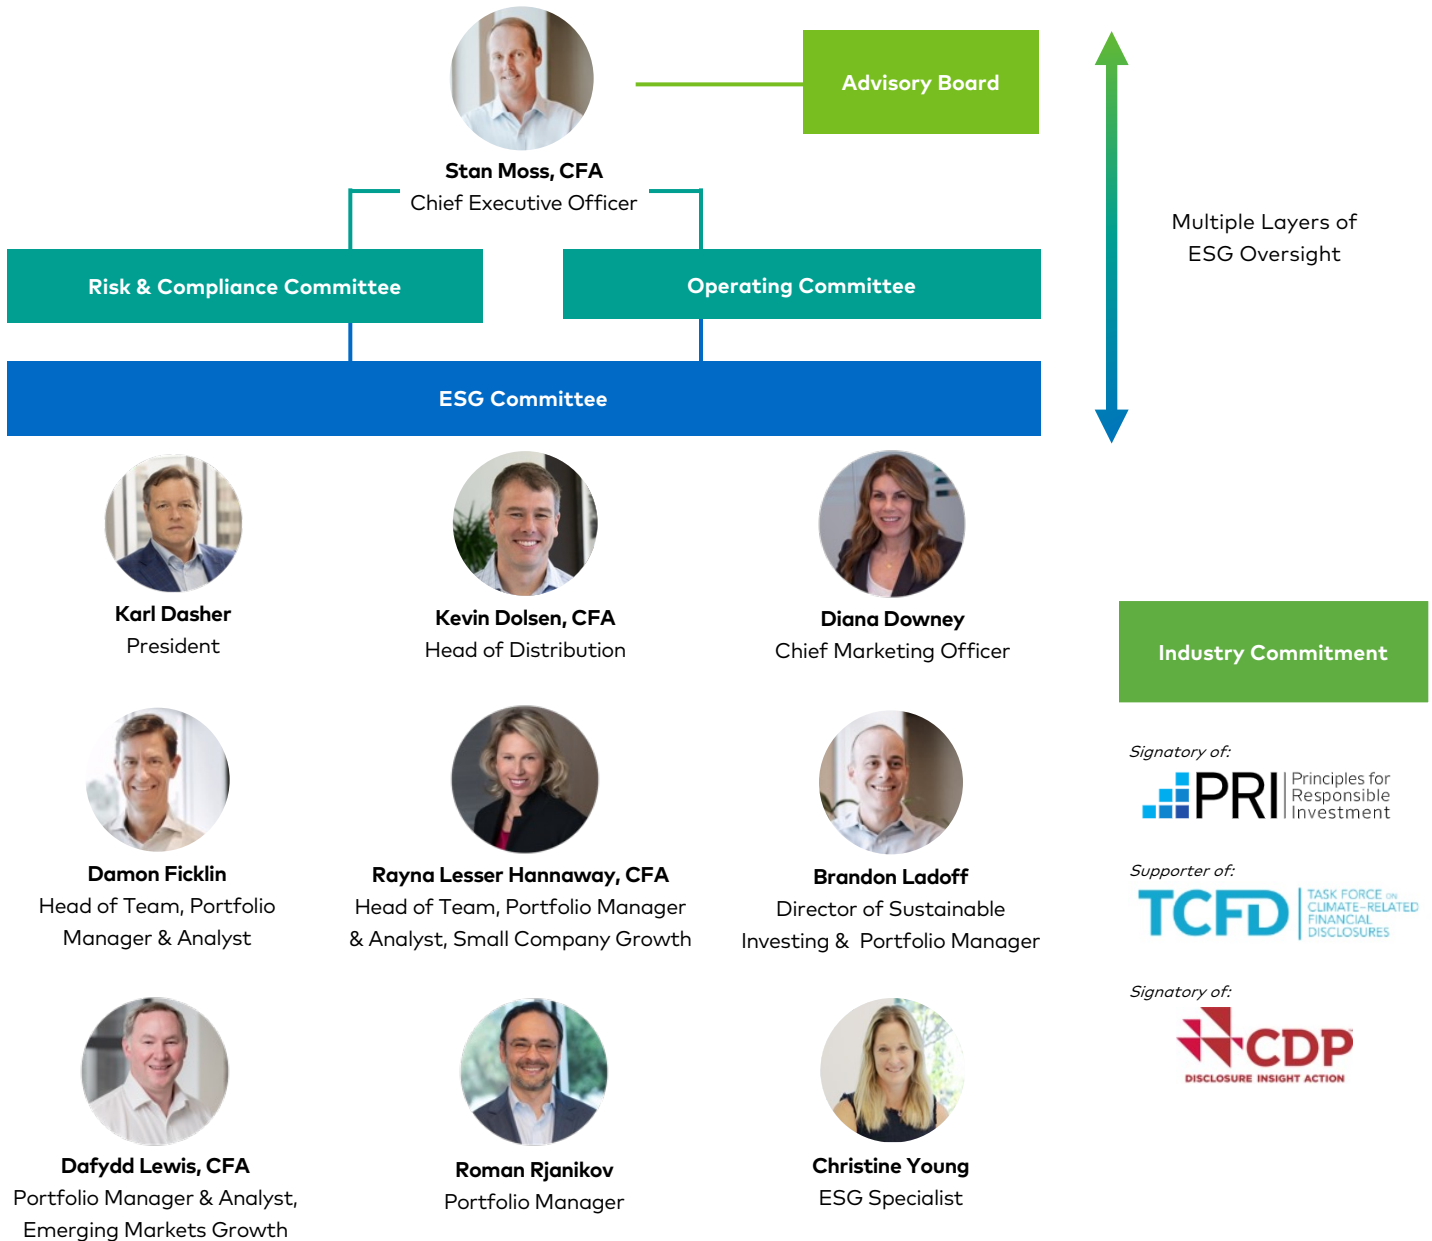 Advisory Board
Stan Moss, CFA
Chief Executive Officer
Multiple Layers of
ESG Oversight
Risk & Compliance Committee
Operating Committee
ESG Committee
Karl Dasher
President
Kevin Dolsen, CFA
Head of Distribution
Diana Downey
Chief Marketing Officer
Damon Ficklin
Head of Team, Portfolio
Manager & Analyst
Rayna Lesser Hannaway, CFA
Head of Team, Portfolio Manager
& Analyst, Small Company Growth
Brandon Ladoff
Director of Sustainable
Investing & Portfolio Manager
Dafydd Lewis, CFA
Portfolio Manager & Analyst,
Emerging Markets Growth
Roman Rjanikov
Portfolio Manager
Christine Young
ESG Specialist
Industry Commitment
Signatory of:
PRI
Principles for
Responsible
Investment
Supporter of:
TCFD
TASK FORCE ON
CLIMATE-RELATED
FINANCIAL
DISCLOSURES
Signatory of:
CDP
DISCLOSURE INSIGHT ACTION